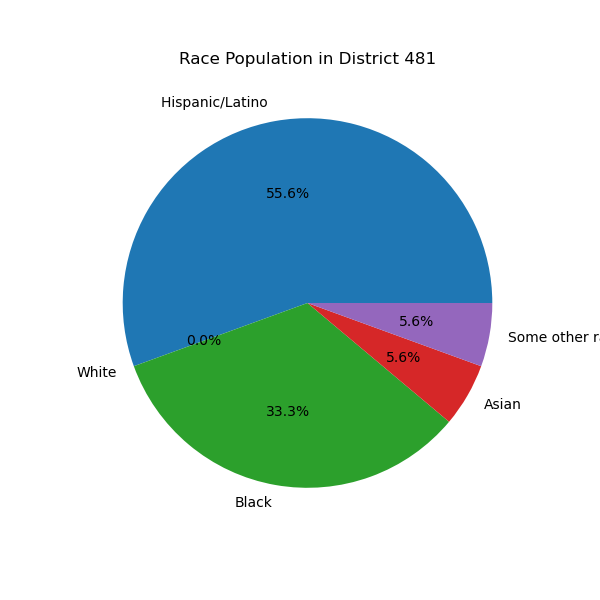 Race Population in District 481
Hispanic/Latino
55.6%
0.0%
White
33.3%
Black
5.6%
Some other
5.6%
Asian